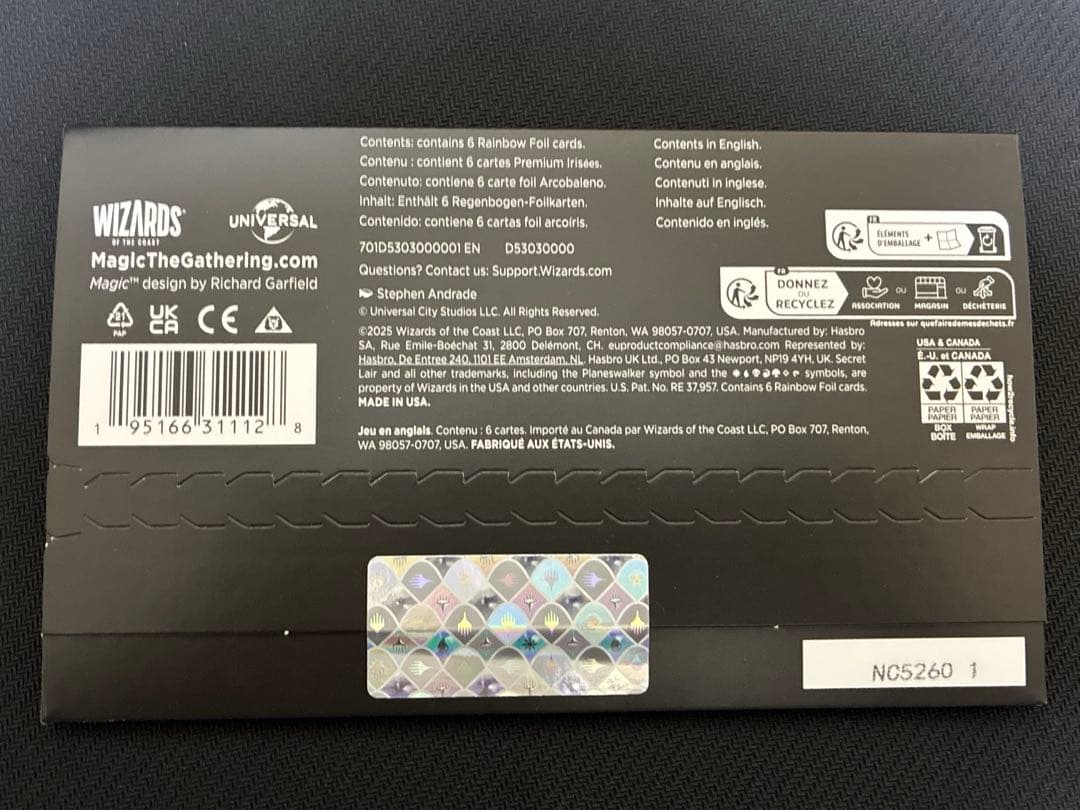 WIZARDS
OF THE COAST
UNIVERSAL
MagicTheGathering.com
Magic™ design by Richard Garfield
21
PAP
UK
CA
CE
1 95166 31112 8
Contents: contains 6 Rainbow Foil cards.
Contenu : contient 6 cartes Premium Irisées.
Contenuto: contiene 6 carte foil Arcobaleno.
Inhalt: Enthält 6 Regenbogen-Foilkarten.
Contenido: contiene 6 cartas foil arcoíris.
Contents in English.
Contenu en anglais.
Contenuti in inglese.
Inhalte auf Englisch.
Contenido en inglés.
701D5303000001 EN D53030000
Questions? Contact us: Support.Wizards.com
Stephen Andrade
© Universal City Studios LLC. All Rights Reserved.
©2025 Wizards of the Coast LLC, PO Box 707, Renton, WA 98057-0707, USA. Manufactured by: Hasbro
SA, Rue Emile-Boéchat 31, 2800 Delémont, CH. euproductcompliance@hasbro.com Represented by:
Hasbro, De Entree 240, 1101 EE Amsterdam, NL. Hasbro UK Ltd., PO Box 43 Newport, NP19 4YH, UK. Secret
Lair and all other trademarks, including the Planeswalker symbol and the symbols, are
property of Wizards in the USA and other countries. U.S. Pat. No. RE 37,957. Contains 6 Rainbow Foil cards.
MADE IN USA.
Jeu en anglais. Contenu : 6 cartes. Importé au Canada par Wizards of the Coast LLC, PO Box 707, Renton,
WA 98057-0707, USA. FABRIQUÉ AUX ÉTATS-UNIS.
FR
ÉLÉMENTS
D'EMBALLAGE +
FR
DONNEZ
OU
RECYCLEZ
ASSOCIATION
OU
MAGASIN
OU
DÉCHÈTERIE
Adresses sur quefairedemesdechets.fr
USA & CANADA
É.-U. et CANADA
PAPER
PAPIER
PAPER
PAPIER
BOX
BOÎTE
WRAP
EMBALLAGE
how2recycle.info
NC5260 1